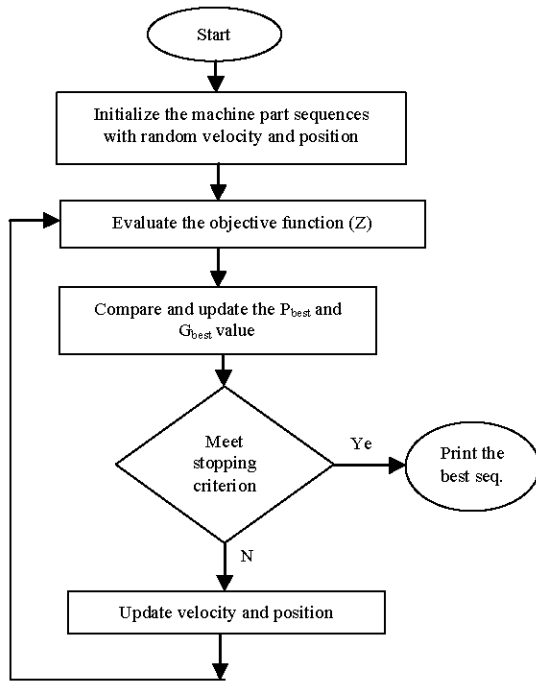 Start
Initialize the machine part sequences
with random velocity and position
Evaluate the objective function (Z)
Compare and update the Pbest and
Gbest value
Meet
stopping
criterion
Ye
Print the
best seq.
N
Update velocity and position